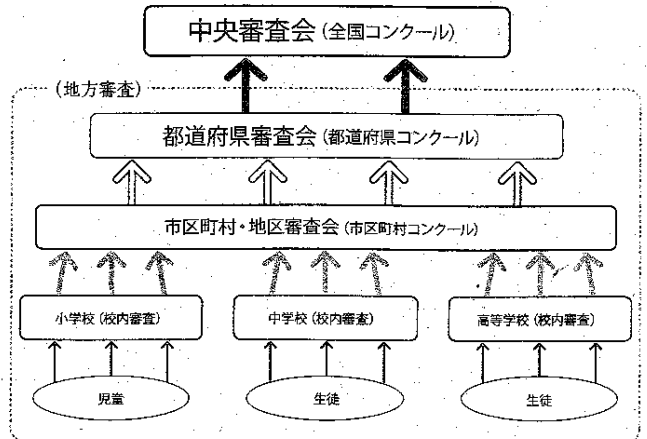 中央審査会(全国コンクール)
(地方審査)
都道府県審査会(都道府県コンクール)
市区町村・地区審査会(市区町村コンクール)
小学校(校内審査)
中学校(校内審査)
高等学校(校内審査)
児童
生徒
生徒